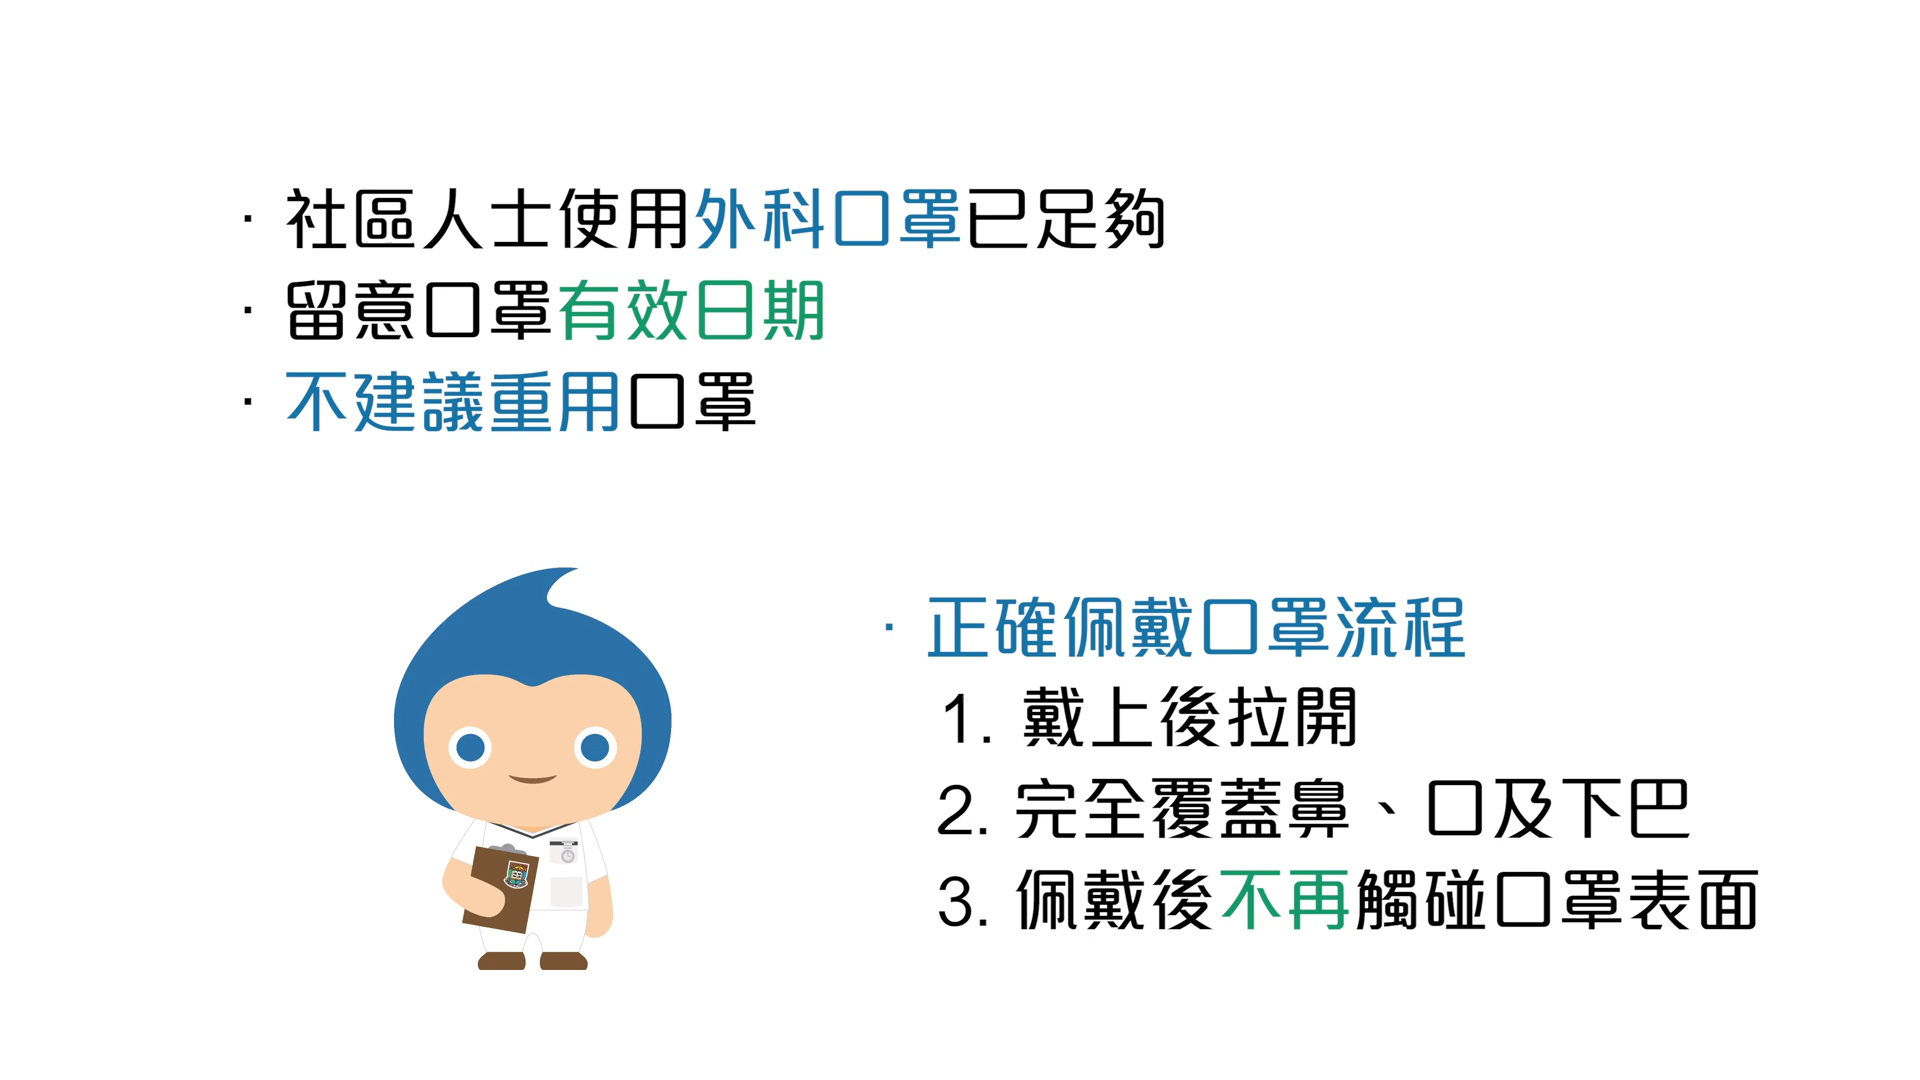 · 社區人士使用外科口罩已足夠
· 留意口罩有效日期
· 不建議重用口罩
· 正確佩戴口罩流程
1. 戴上後拉開
2. 完全覆蓋鼻、口及下巴
3. 佩戴後不再觸碰口罩表面